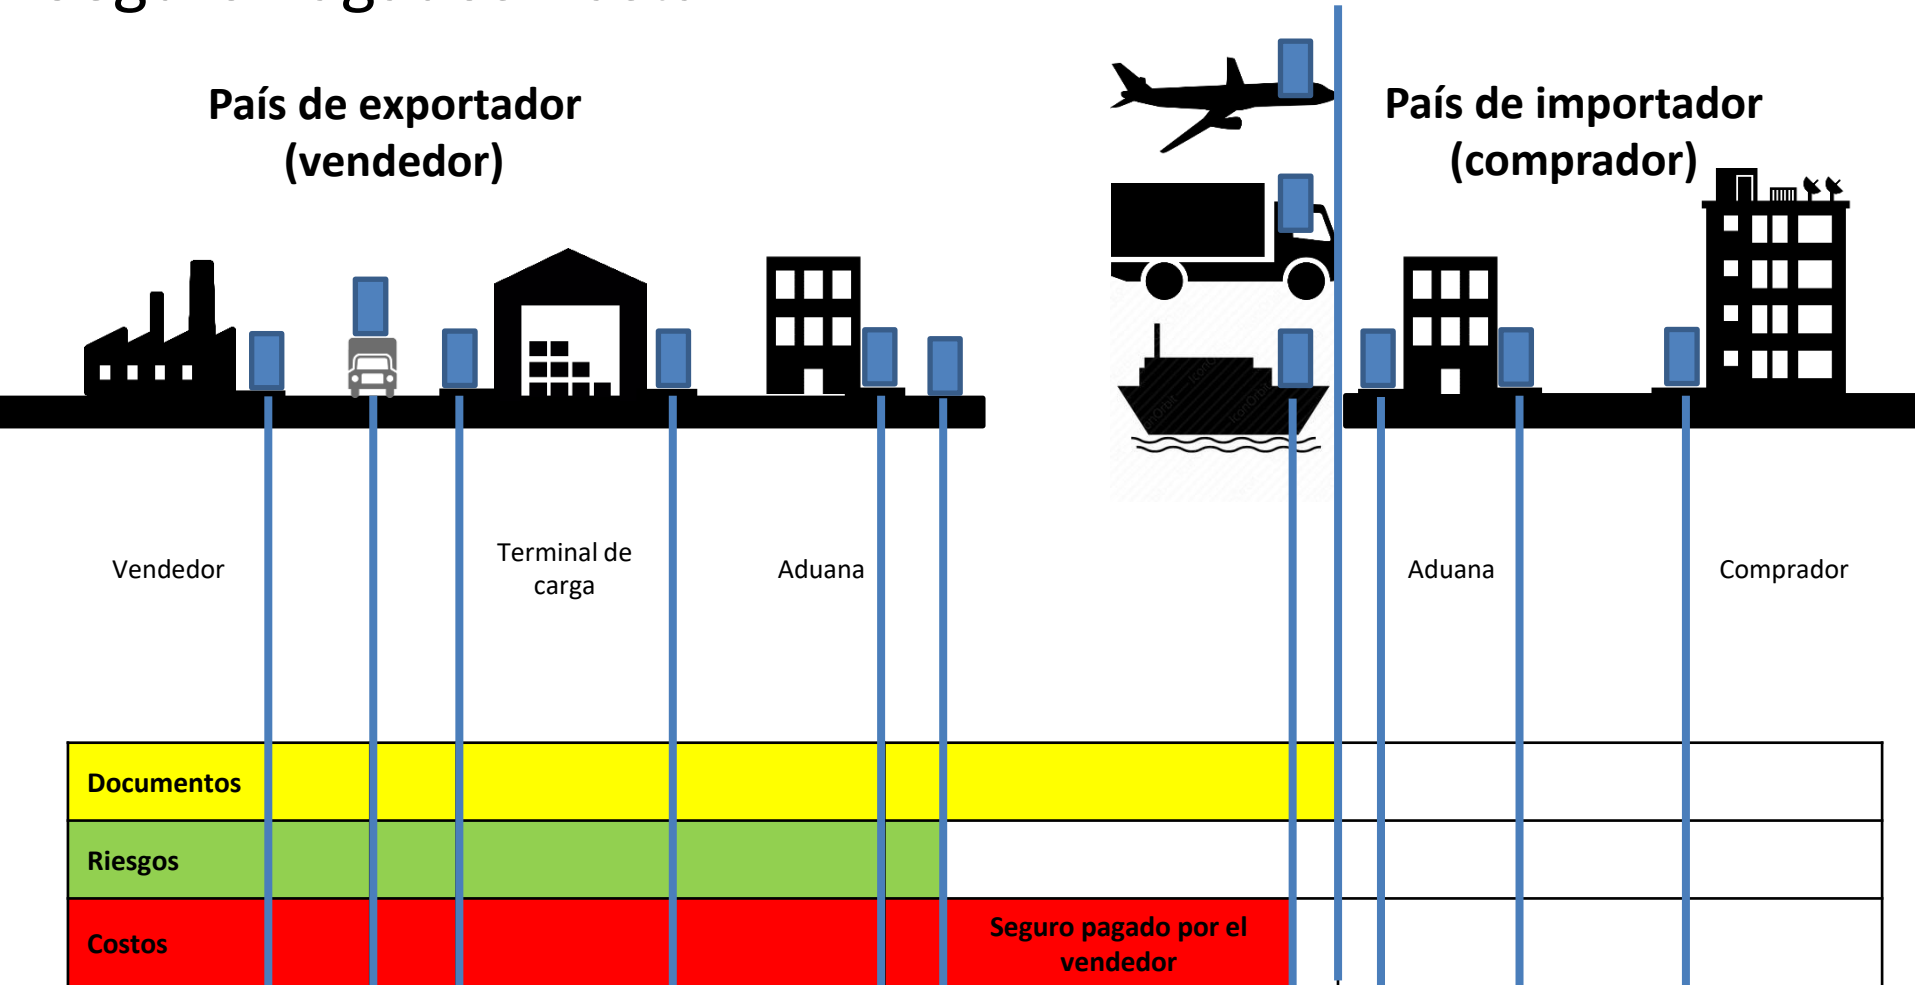 País de exportador
(vendedor)
País de importador
(comprador)
Vendedor
Terminal de
carga
Aduana
Aduana
Comprador
Documentos
Riesgos
Costos
Seguro pagado por el
vendedor